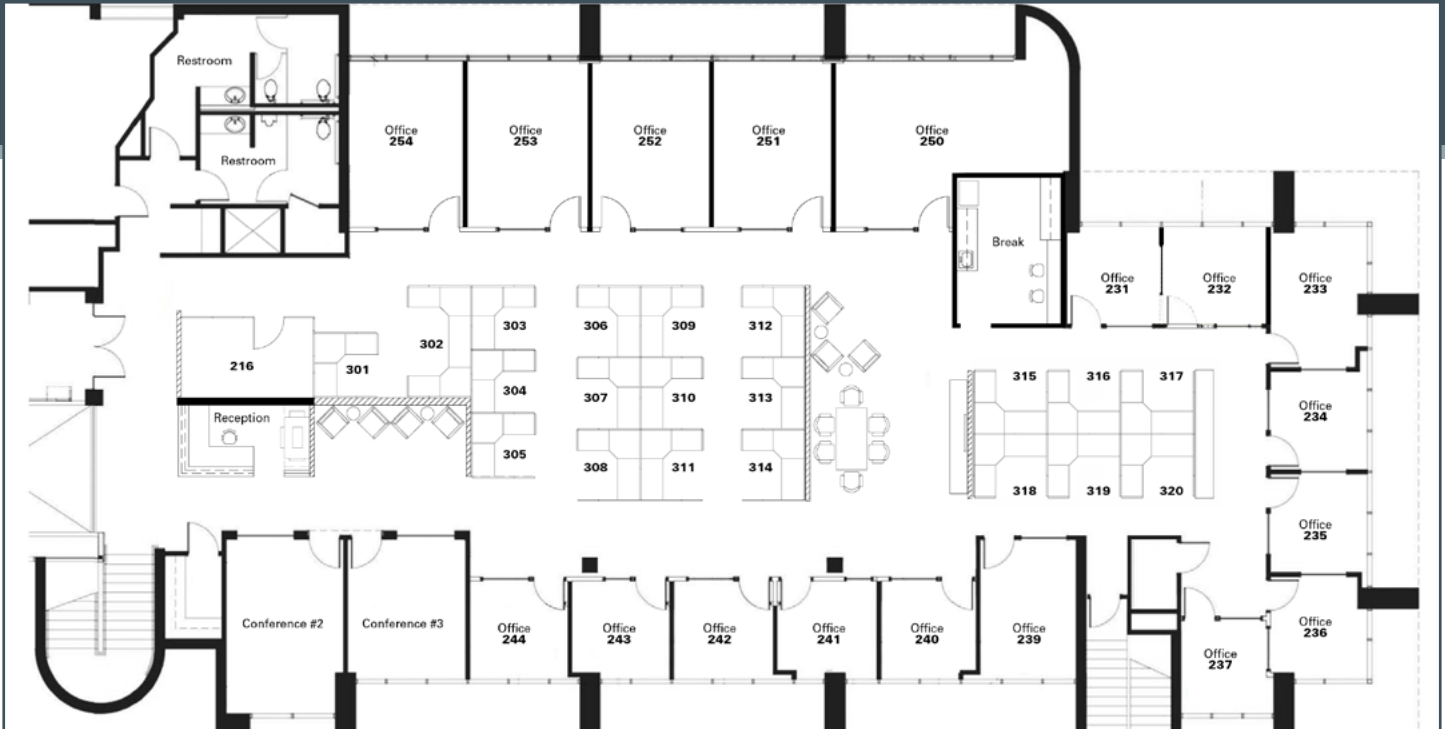 Restroom
Restroom
Office
254
Office
253
Office
252
Office
251
Office
250
Break
Office
231
Office
232
Office
233
303
306
309
312
302
216
301
304
307
310
313
315
316
317
Office
234
Reception
305
308
311
314
318
319
320
Office
235
Conference #2
Conference #3
Office
244
Office
243
Office
242
Office
241
Office
240
Office
239
Office
236
Office
237